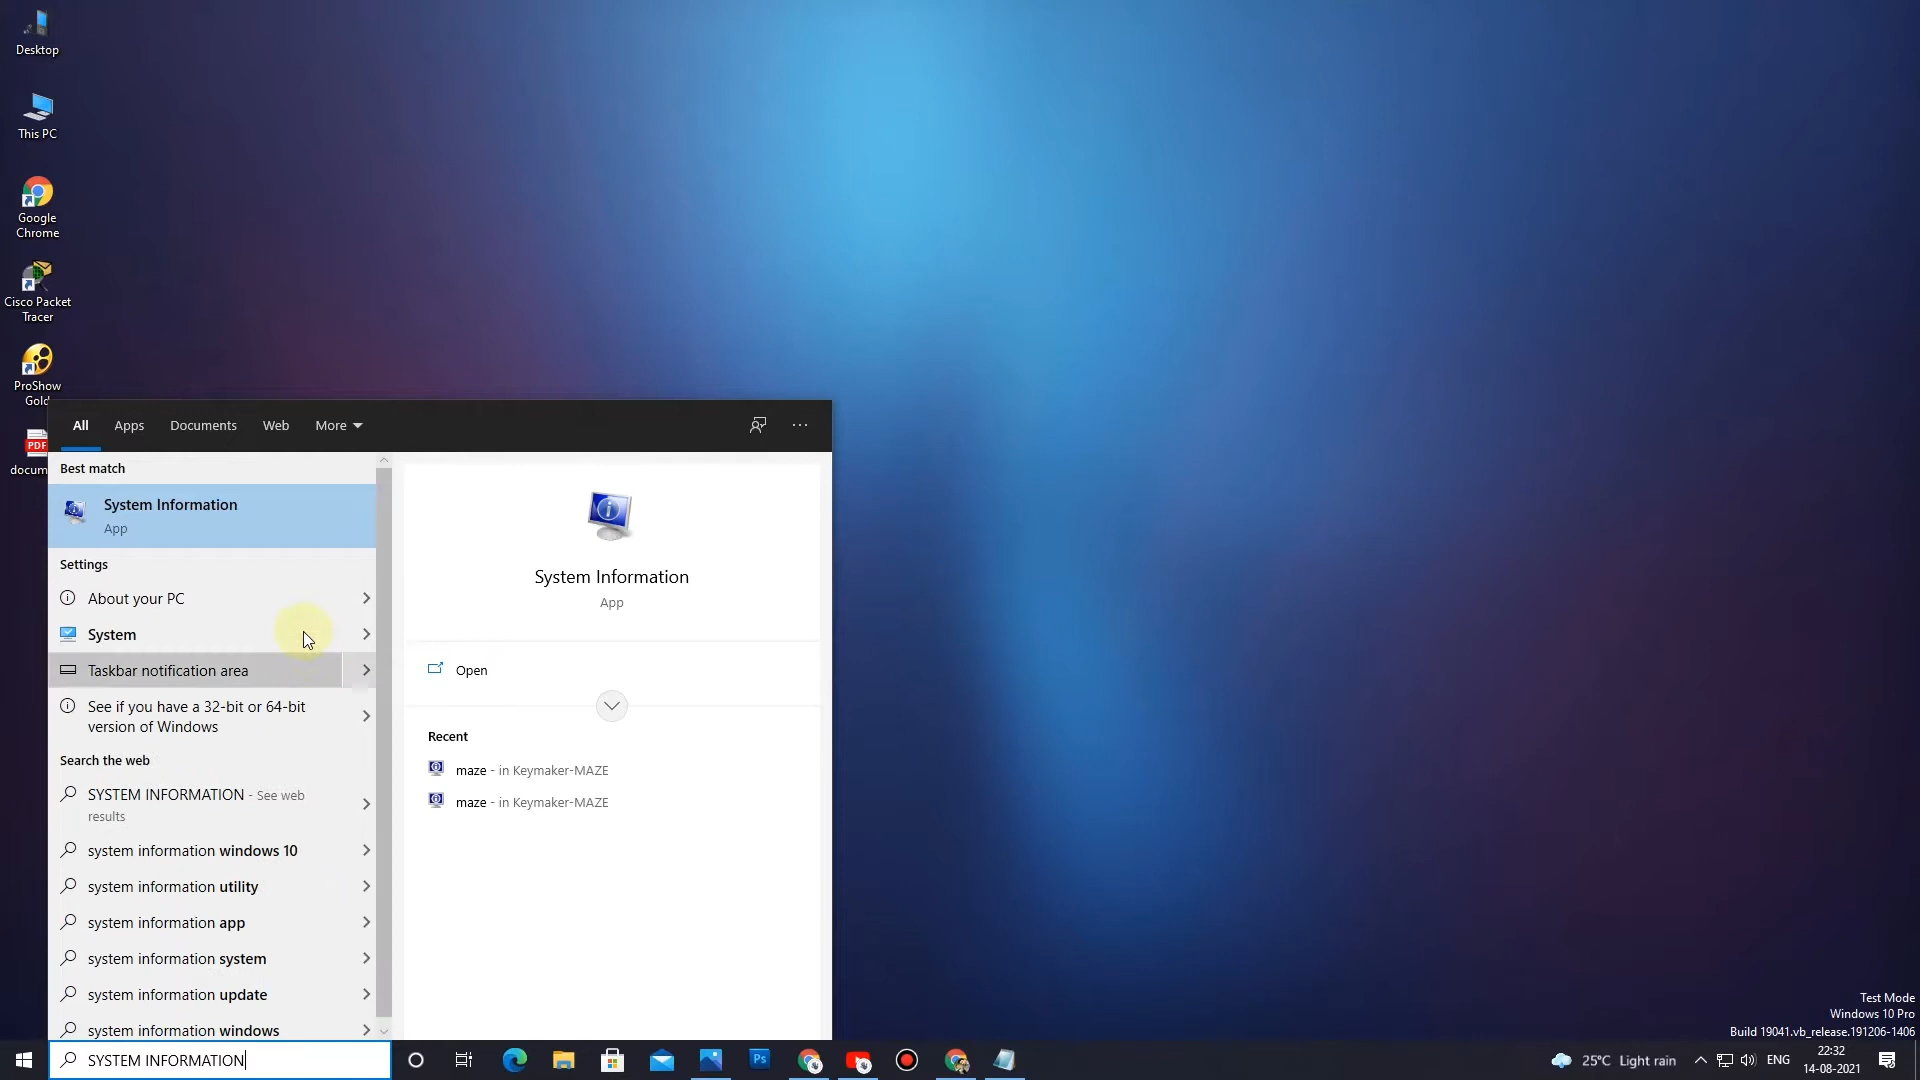 Desktop
This PC
Google
Chrome
Cisco Packet
Tracer
ProShow
Gold
PDF
docum
All
Apps
Documents
Web
More
Best match
System Information
App
Settings
About your PC
System
Taskbar notification area
See if you have a 32-bit or 64-bit
version of Windows
Search the web
SYSTEM INFORMATION - See web
results
system information windows 10
system information utility
system information app
system information system
system information update
system information windows
System Information
App
Open
Recent
maze - in Keymaker-MAZE
maze - in Keymaker-MAZE
Test Mode
Windows 10 Pro
Build 19041.vb_release.191206-1406
SYSTEM INFORMATION
Ps
25°C Light rain
ENG
22:32
14-08-2021